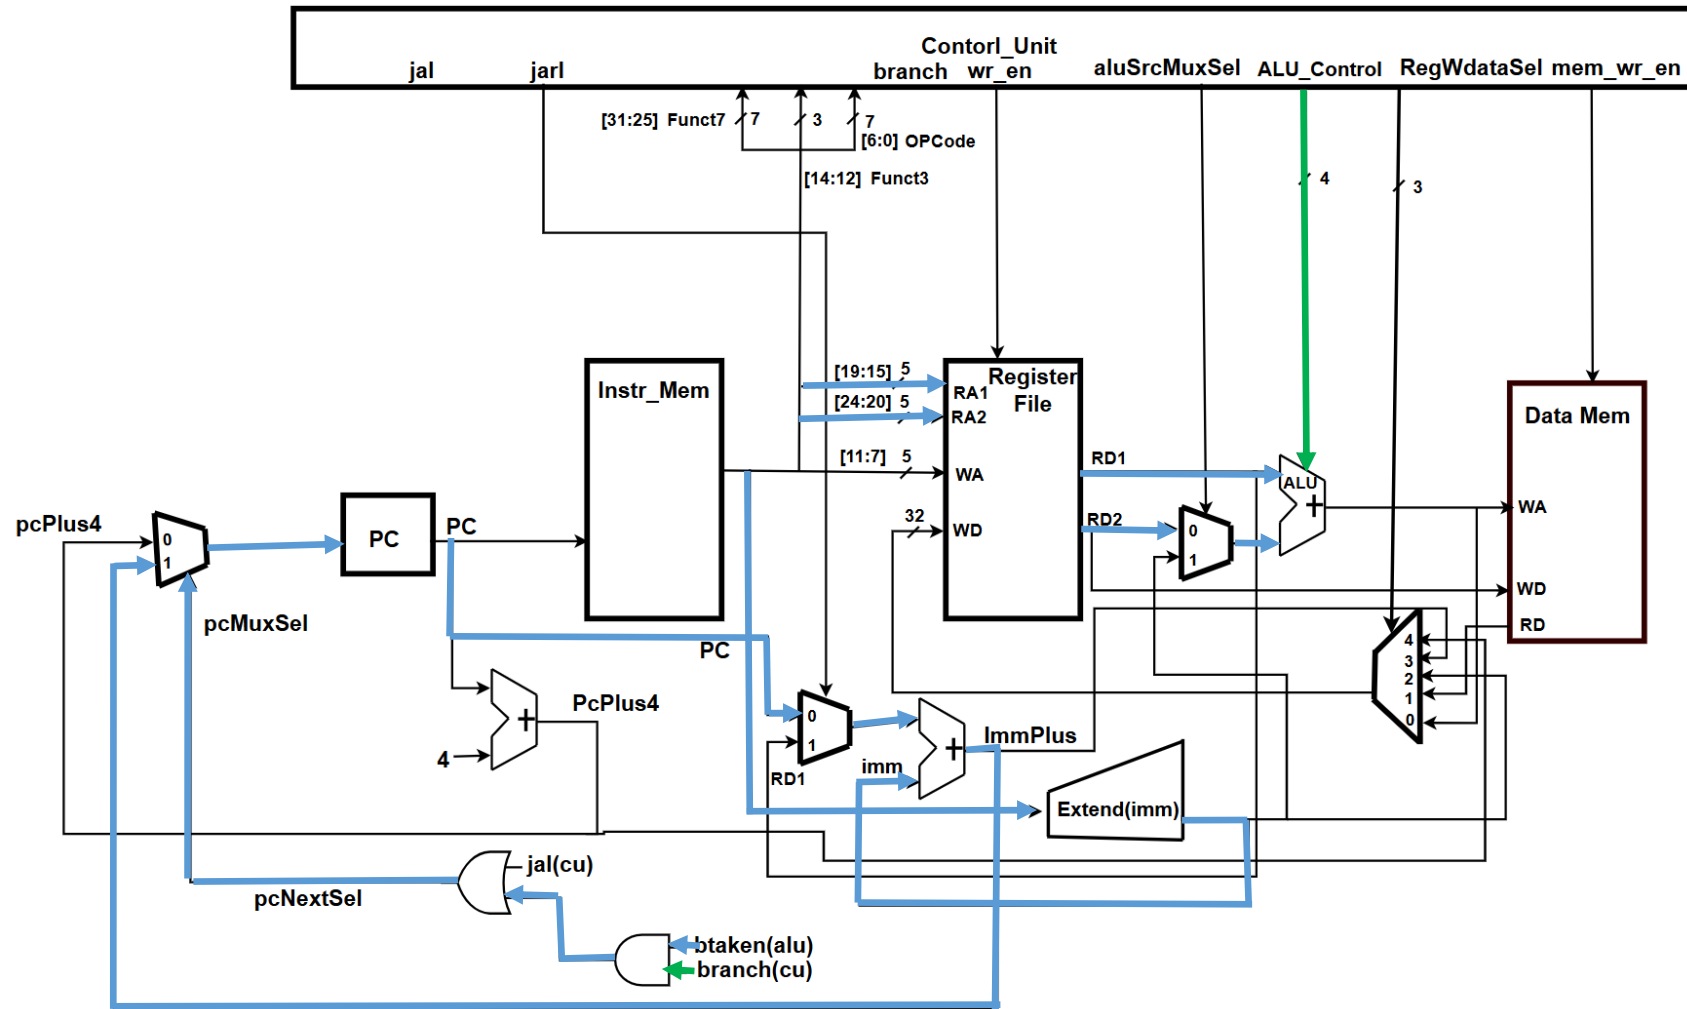 Contorl_Unit
jal
jarl
branch
wr_en
aluSrcMuxSel
ALU_Control
RegWdataSel
mem_wr_en
[31:25] Funct7
7
3
7
[6:0] OPCode
[14:12] Funct3
4
3
Instr_Mem
[19:15] 5
[24:20] 5
[11:7] 5
32
Register
File
RA1
RA2
WA
WD
RD1
RD2
0
1
ALU
+
Data Mem
WA
WD
RD
4
3
2
1
0
pcPlus4
0
1
PC
PC
pcMuxSel
PC
+
4
PcPlus4
0
1
RD1
imm
+
ImmPlus
Extend(imm)
jal(cu)
pcNextSel
btaken(alu)
branch(cu)